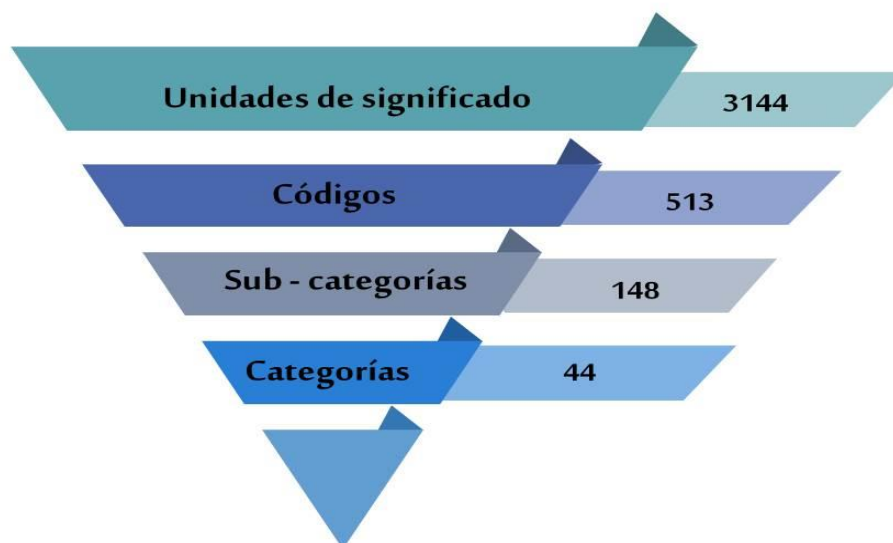 Unidades de significado
3144
Códigos
513
Sub - categorías
148
Categorías
44